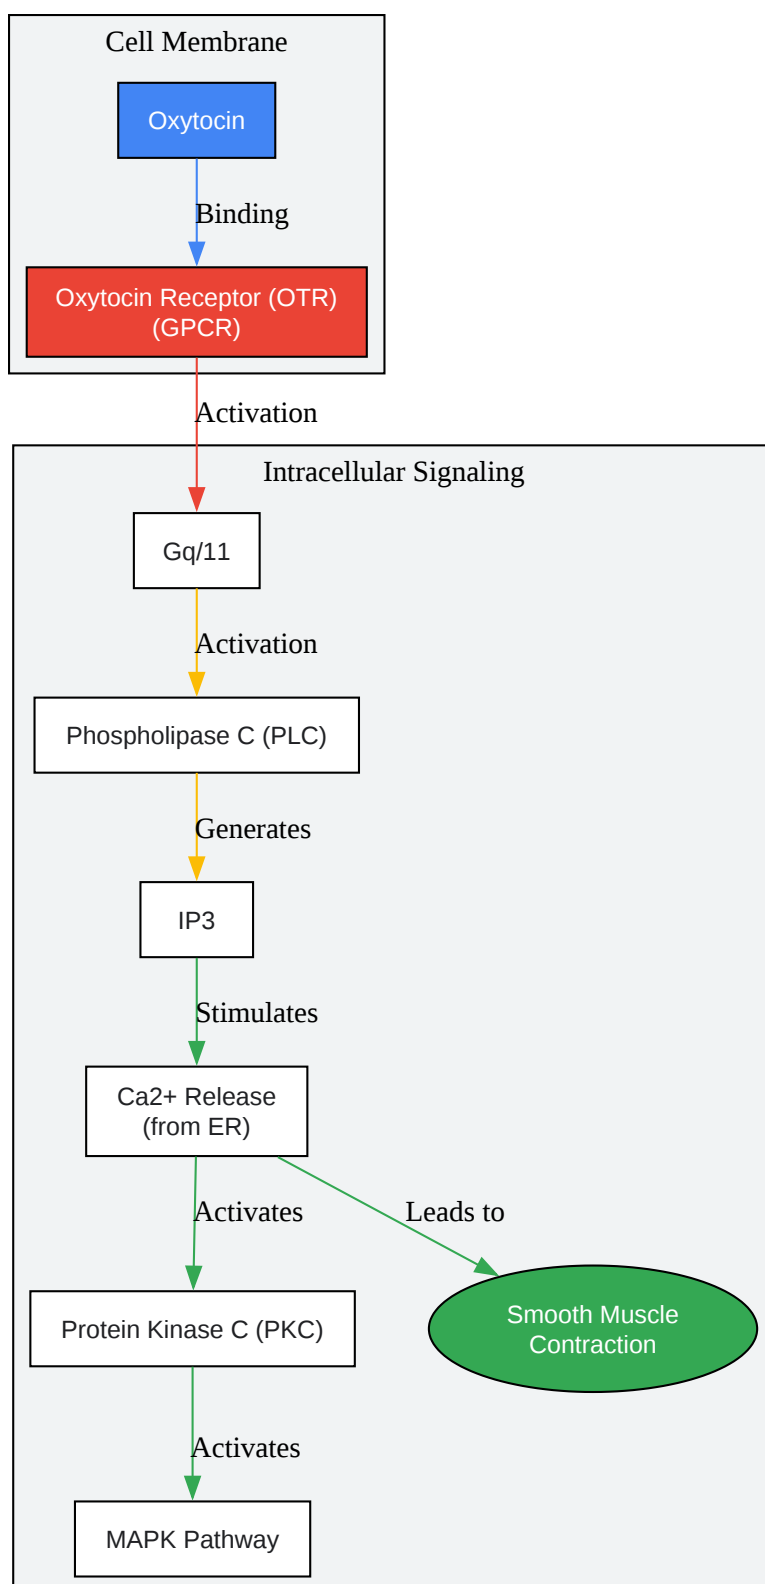 Cell Membrane
Oxytocin
Binding
Oxytocin Receptor (OTR)
(GPCR)
Activation
Intracellular Signaling
Gq/11
Activation
Phospholipase C (PLC)
Generates
IP3
Stimulates
Ca2+ Release
(from ER)
Activates
Leads to
Protein Kinase C (PKC)
Smooth Muscle
Contraction
Activates
MAPK Pathway